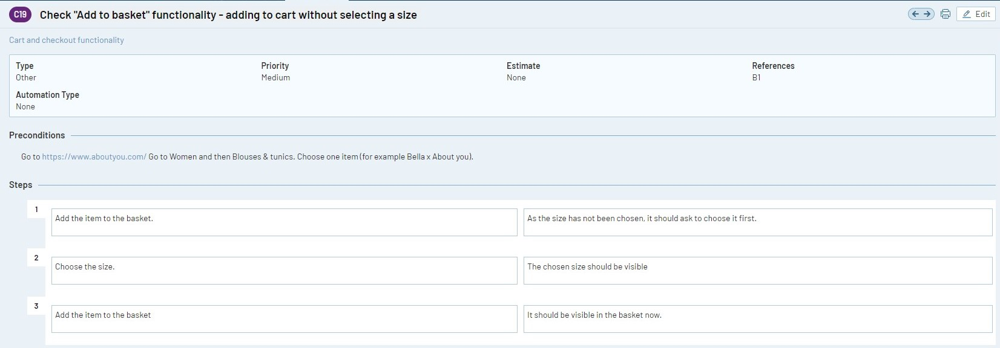 C19 Check "Add to basket" functionality - adding to cart without selecting a size
Edit
Cart and checkout functionality
Type Priority Estimate References
Other Medium None B1
Automation Type
None
Preconditions
Go to https://www.aboutyou.com/ Go to Women and then Blouses & tunics. Choose one item (for example Bella x About you).
Steps
1
Add the item to the basket. As the size has not been chosen, it should ask to choose it first.
2
Choose the size. The chosen size should be visible
3
Add the item to the basket It should be visible in the basket now.